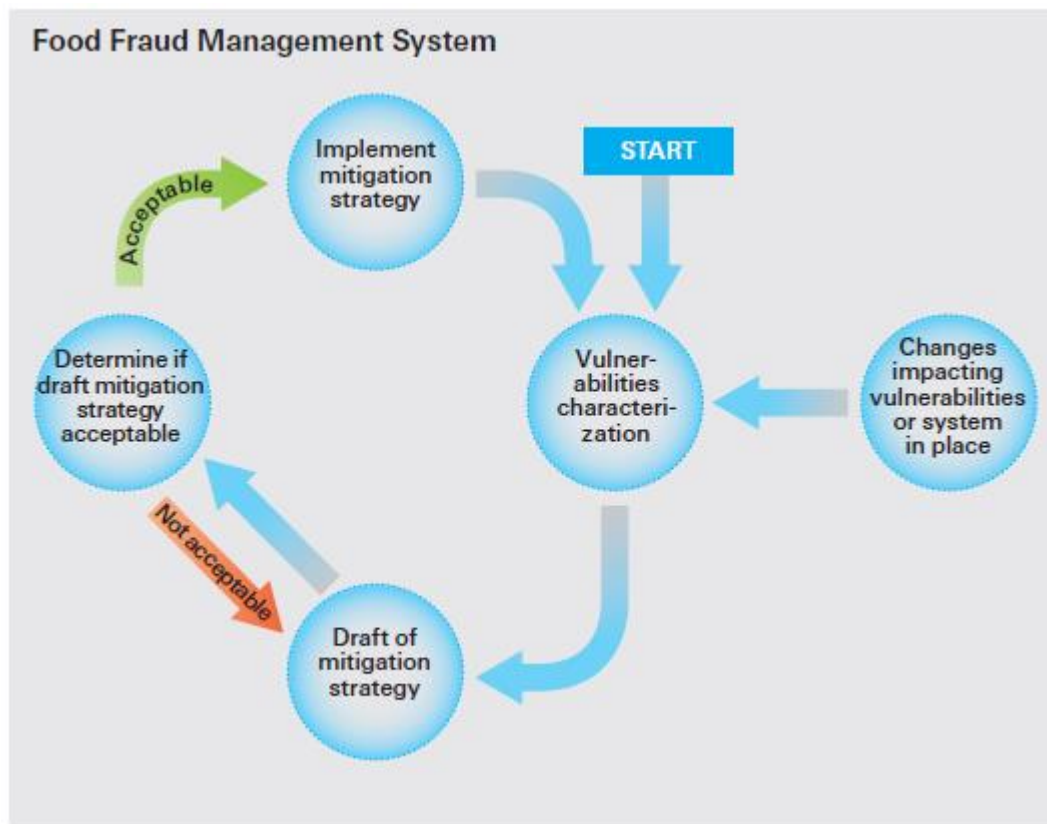 Food Fraud Management System
Implement
mitigation
strategy
START
Acceptable
Determine if
draft mitigation
strategy
acceptable
Vulner-
abilities
characteri-
zation
Changes
impacting
vulnerabilities
or system
in place
Not acceptable
Draft of
mitigation
strategy